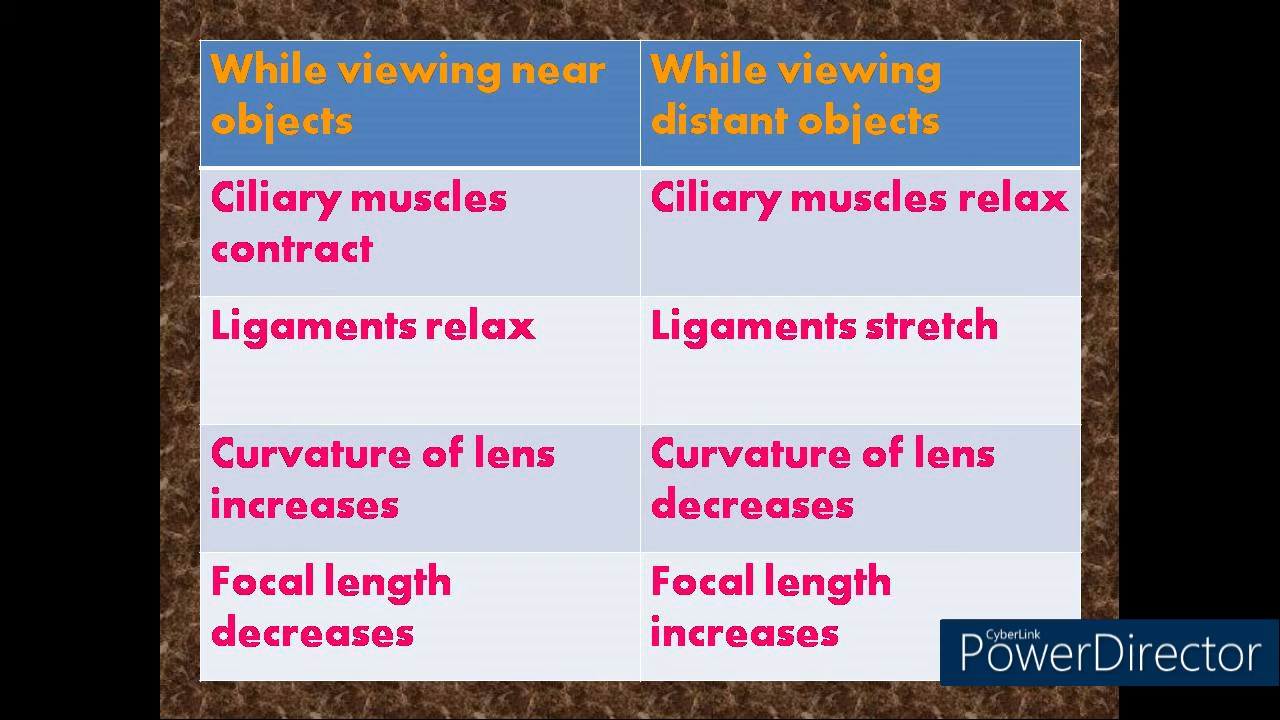 While viewing near
objects
While viewing
distant objects
Ciliary muscles
contract
Ciliary muscles relax
Ligaments relax
Ligaments stretch
Curvature of lens
increases
Curvature of lens
decreases
Focal length
decreases
Focal length
increases
CyberLink
PowerDirector